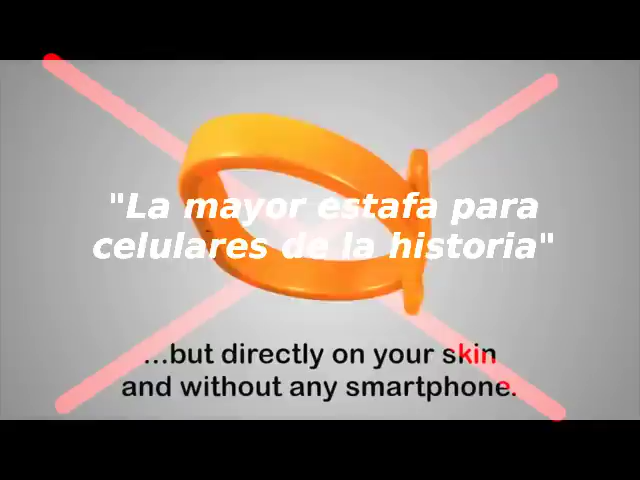 "La mayor estafa para
celulares de la historia"
...but directly on your skin
and without any smartphone.